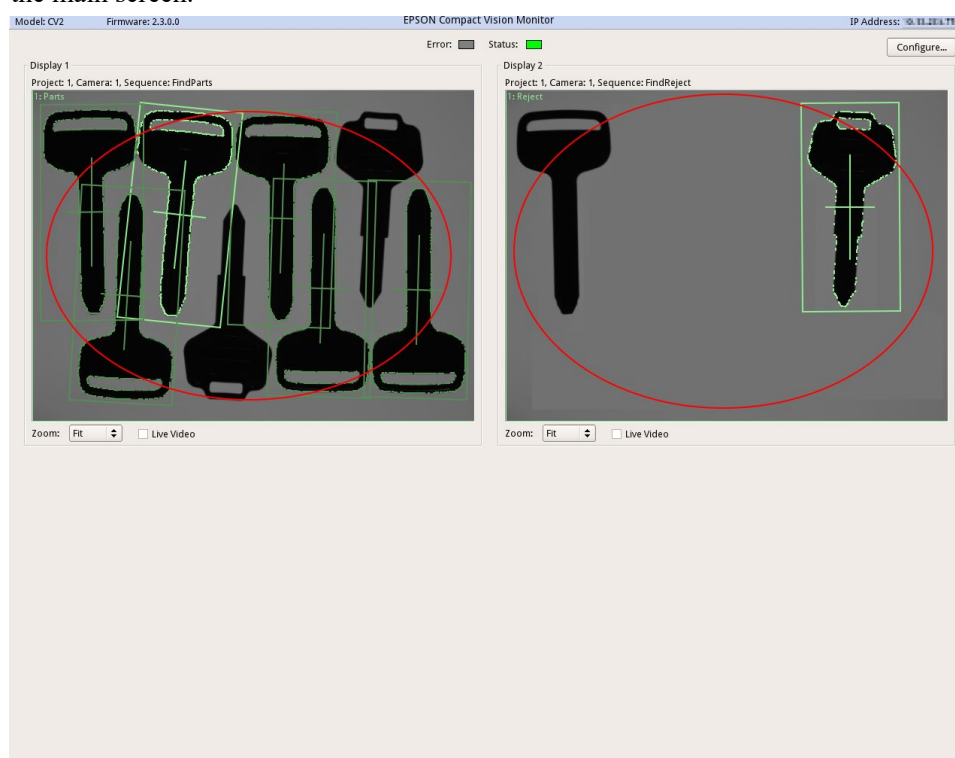 the main screen.
Model: CV2 Firmware: 2.3.0.0 EPSON Compact Vision Monitor IP Address:
Error: Status:
Configure...
Display 1
Project: 1, Camera: 1, Sequence: FindParts
1: Parts
Zoom: Fit Live Video
Display 2
Project: 1, Camera: 1, Sequence: FindReject
1: Reject
Zoom: Fit Live Video